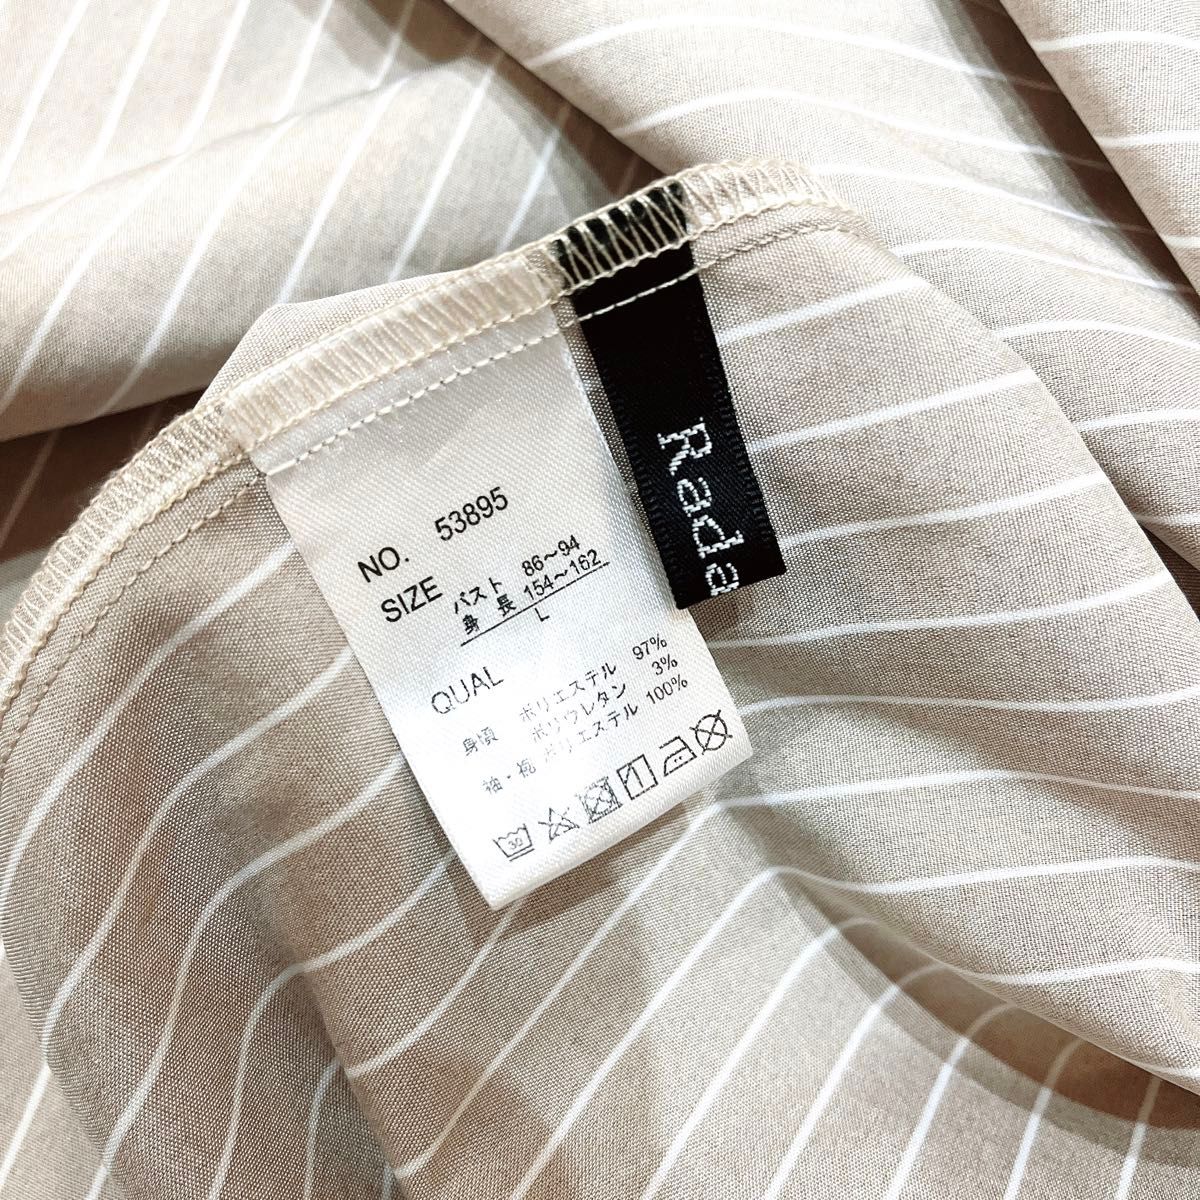 NO. 53895
SIZE バスト 86～94
身長 154～162
L
QUAL
身頃 ポリエステル 97%
ポリウレタン 3%
袖・袍 ポリエステル 100%
30
Rada